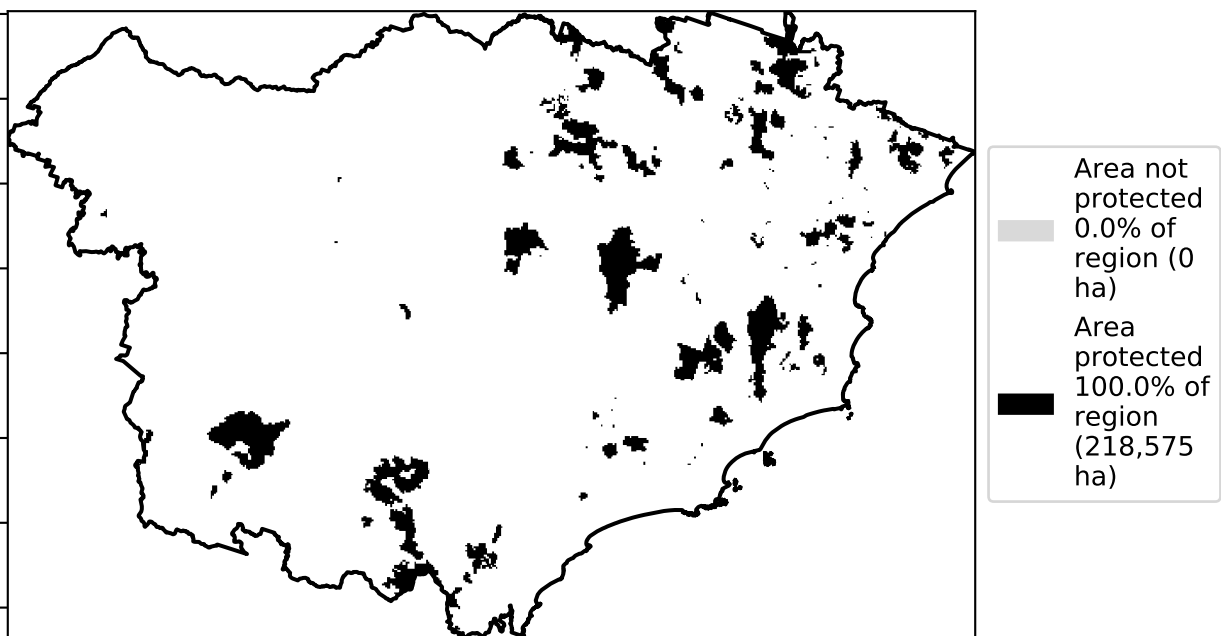 Area not
protected
0.0% of
region (0
ha)
Area
protected
100.0% of
region
(218,575
ha)